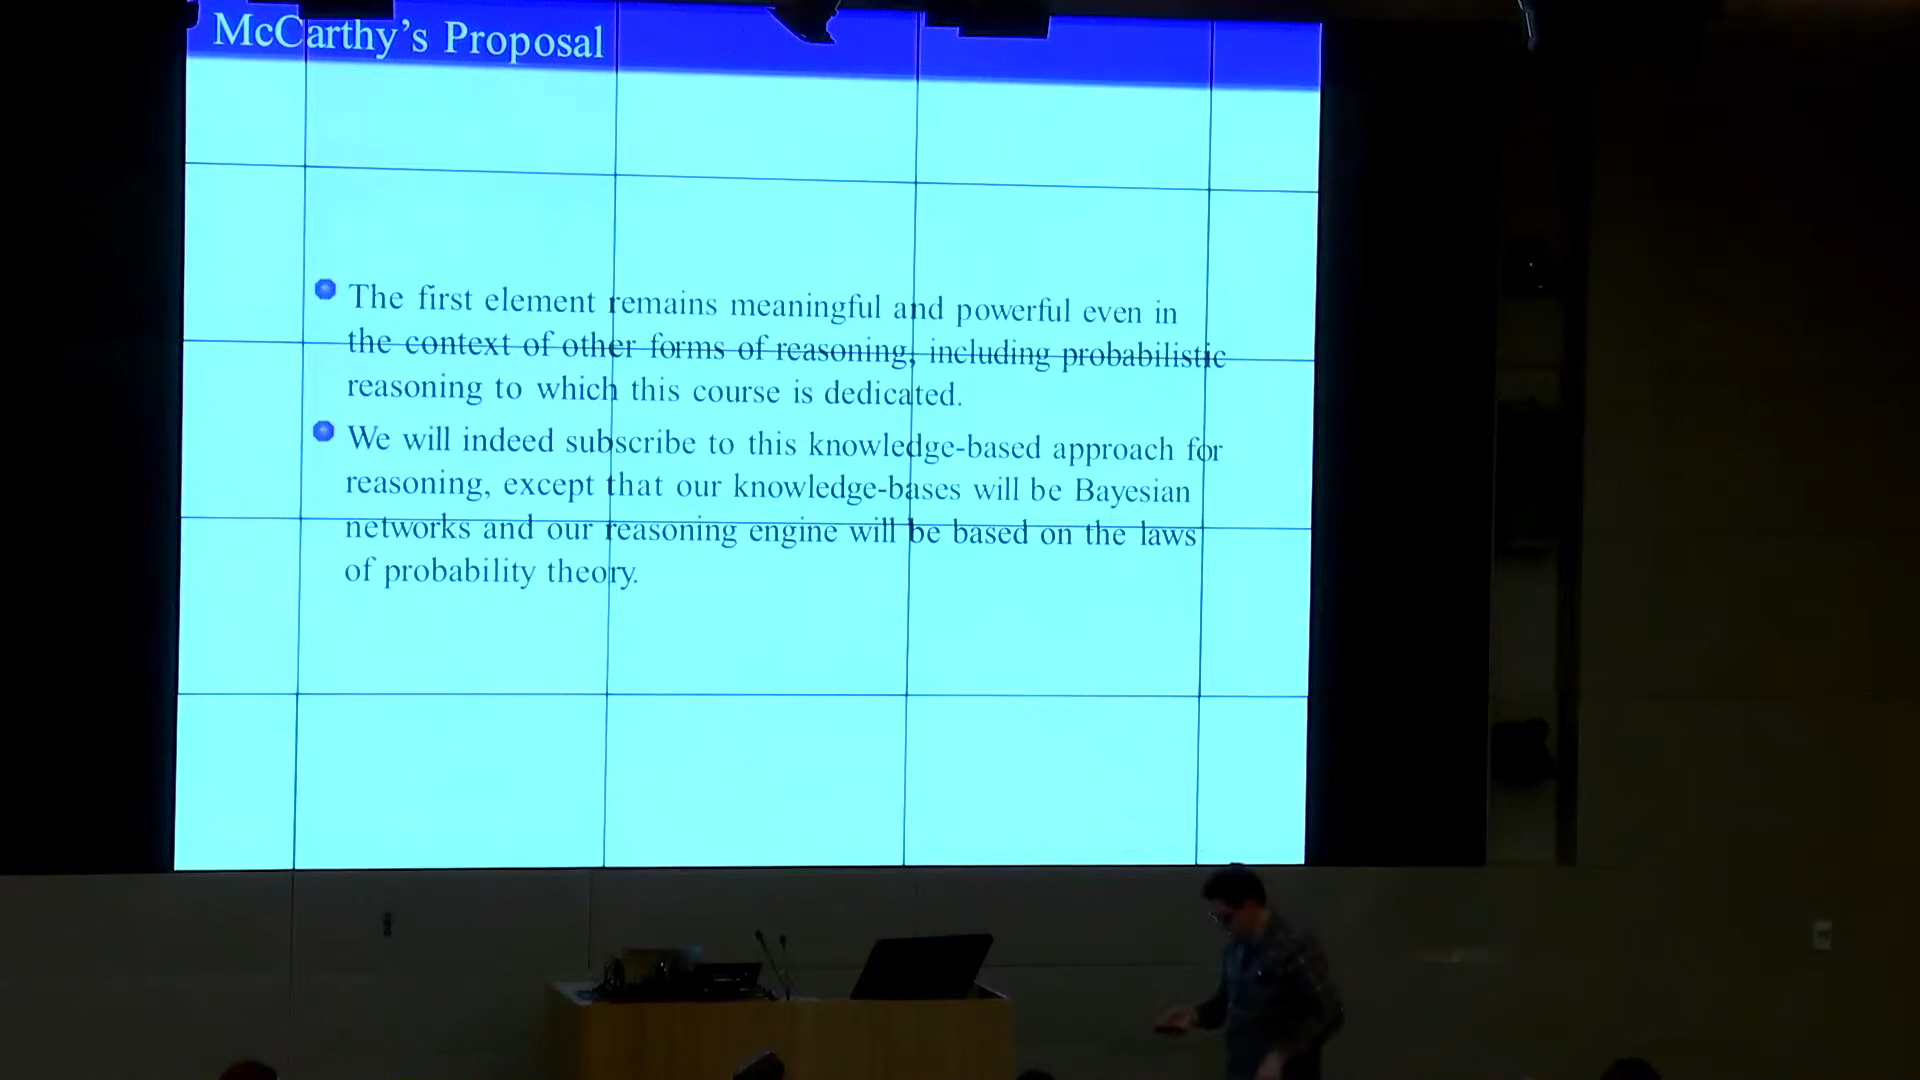 McCarthy's Proposal
The first element remains meaningful and powerful even in
the context of other forms of reasoning, including probabilistic
reasoning to which this course is dedicated.
We will indeed subscribe to this knowledge-based approach for
reasoning, except that our knowledge-bases will be Bayesian
networks and our reasoning engine will be based on the laws
of probability theory.